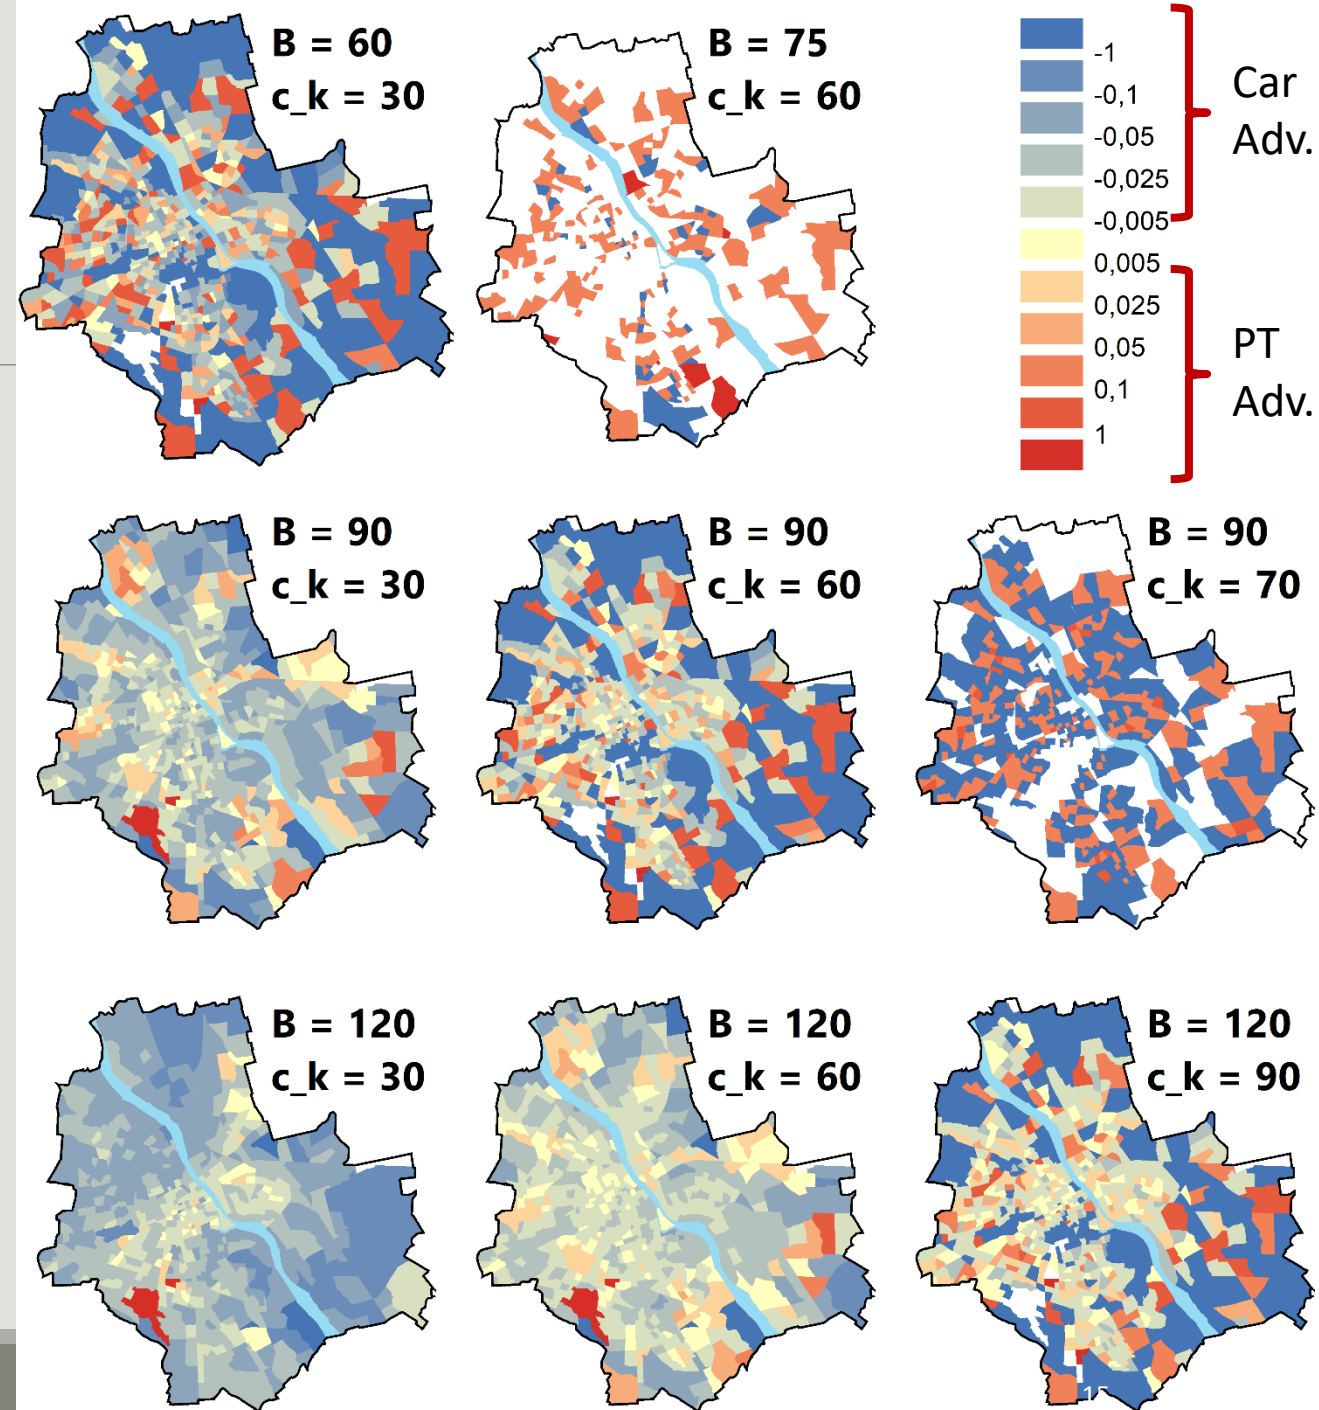 B = 60
c_k = 30
B = 75
c_k = 60
-1
-0,1
-0,05
-0,025
-0,005
0,005
0,025
0,05
0,1
1
Car
Adv.
PT
Adv.
B = 90
c_k = 30
B = 90
c_k = 60
B = 90
c_k = 70
B = 120
c_k = 30
B = 120
c_k = 60
B = 120
c_k = 90